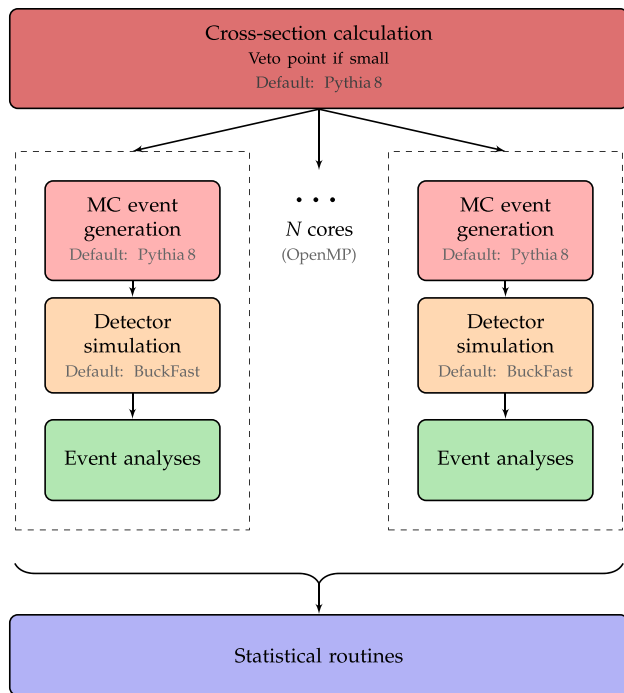 Cross-section calculation
Veto point if small
Default: Pythia 8
MC event
generation
Default: Pythia 8
Detector
simulation
Default: BuckFast
Event analyses
...
N cores
(OpenMP)
MC event
generation
Default: Pythia 8
Detector
simulation
Default: BuckFast
Event analyses
Statistical routines